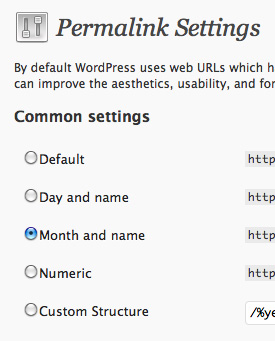 Permalink Settings
By default WordPress uses web URLs which h
can improve the aesthetics, usability, and for
Common settings
Default http
Day and name http
Month and name http
Numeric http
Custom Structure /%ye